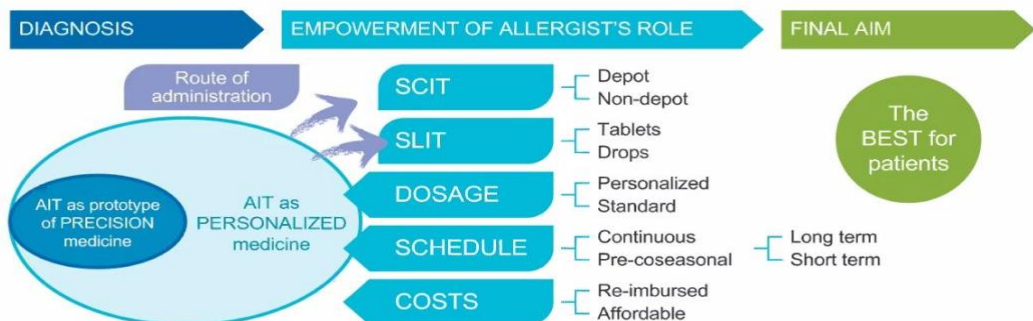 DIAGNOSIS
EMPOWERMENT OF ALLERGIST'S ROLE
FINAL AIM
Route of
administration
AIT as prototype
of PRECISION
medicine
AIT as
PERSONALIZED
medicine
SCIT
Depot
Non-depot
SLIT
Tablets
Drops
DOSAGE
Personalized
Standard
SCHEDULE
Continuous
Pre-coseasonal
Long term
Short term
COSTS
Re-imbursed
Affordable
The
BEST for
patients